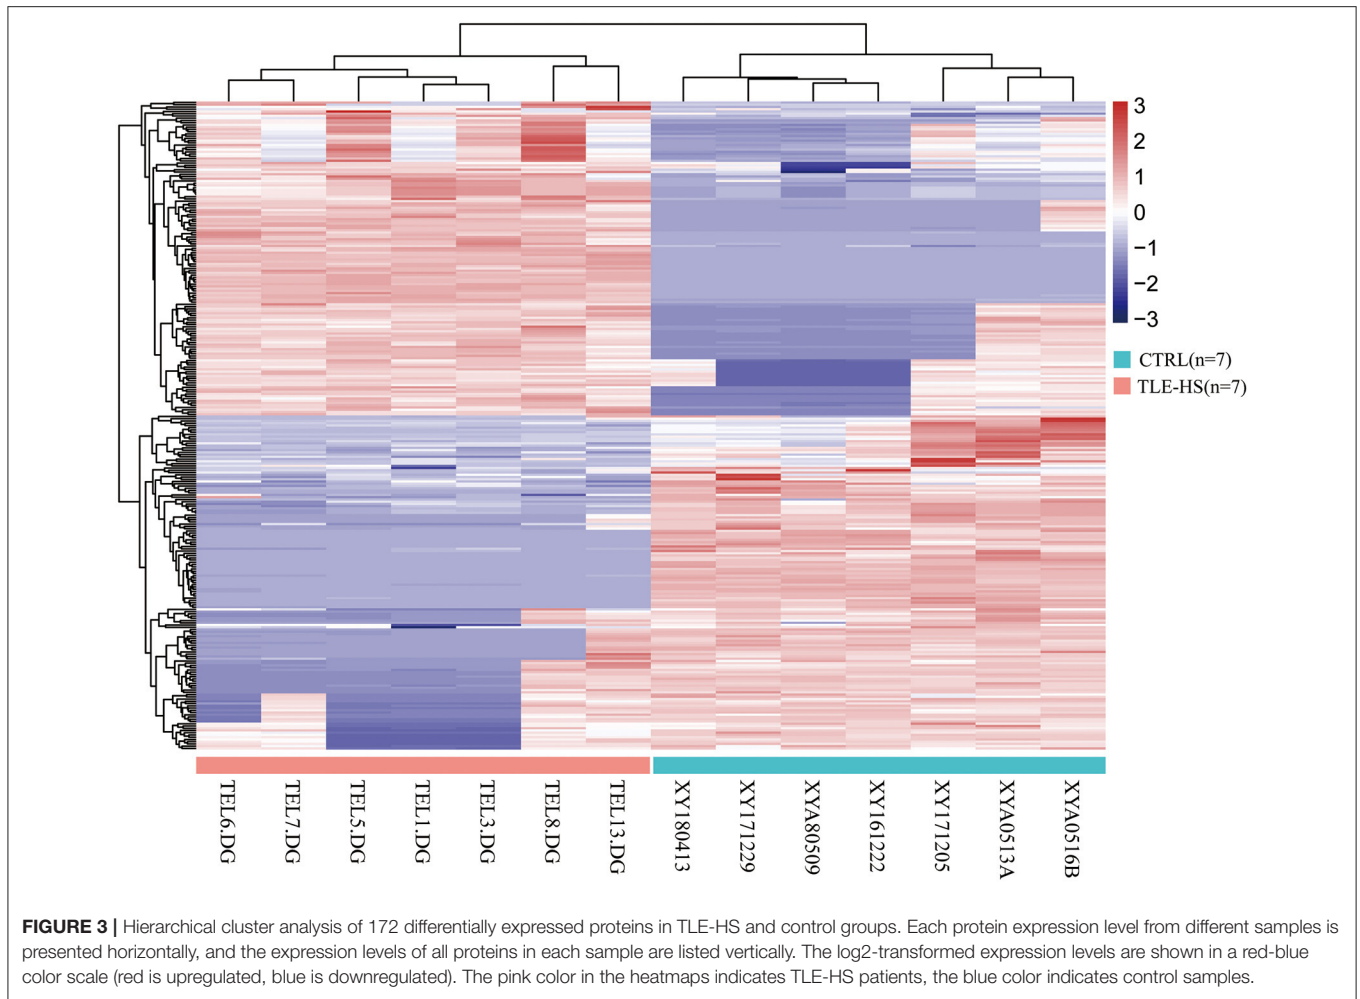 3
2
1
0
−1
−2
−3
CTRL(n=7)
TLE-HS(n=7)
TEL6.DG
TEL7.DG
TEL5.DG
TEL1.DG
TEL3.DG
TEL8.DG
TEL13.DG
XY180413
XY171229
XYA80509
XY161222
XY171205
XYA0513A
XYA0516B
FIGURE 3 | Hierarchical cluster analysis of 172 differentially expressed proteins in TLE-HS and control groups. Each protein expression level from different samples is
presented horizontally, and the expression levels of all proteins in each sample are listed vertically. The log2-transformed expression levels are shown in a red-blue
color scale (red is upregulated, blue is downregulated). The pink color in the heatmaps indicates TLE-HS patients, the blue color indicates control samples.